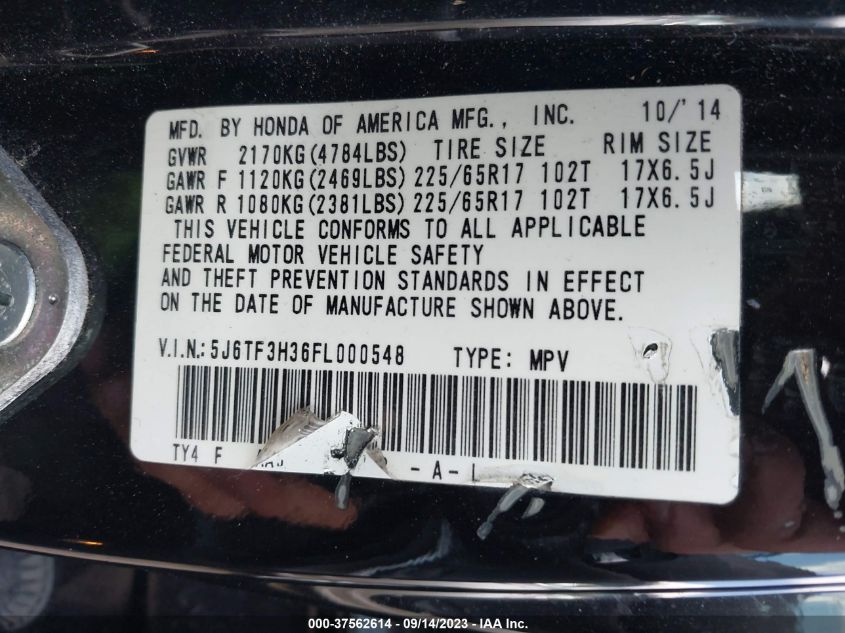 MFD. BY HONDA OF AMERICA MFG., INC. 10/'14
GVWR 2170KG(4784LBS) TIRE SIZE RIM SIZE
GAWR F 1120KG(2469LBS) 225/65R17 102T 17X6.5J
GAWR R 1080KG(2381LBS) 225/65R17 102T 17X6.5J
THIS VEHICLE CONFORMS TO ALL APPLICABLE
FEDERAL MOTOR VEHICLE SAFETY
AND THEFT PREVENTION STANDARDS IN EFFECT
ON THE DATE OF MANUFACTURE SHOWN ABOVE.
V.I.N.: 5J6TF3H36FL000548 TYPE: MPV
TY4 F -A-L
000-37562614 - 09/14/2023 - IAA Inc.